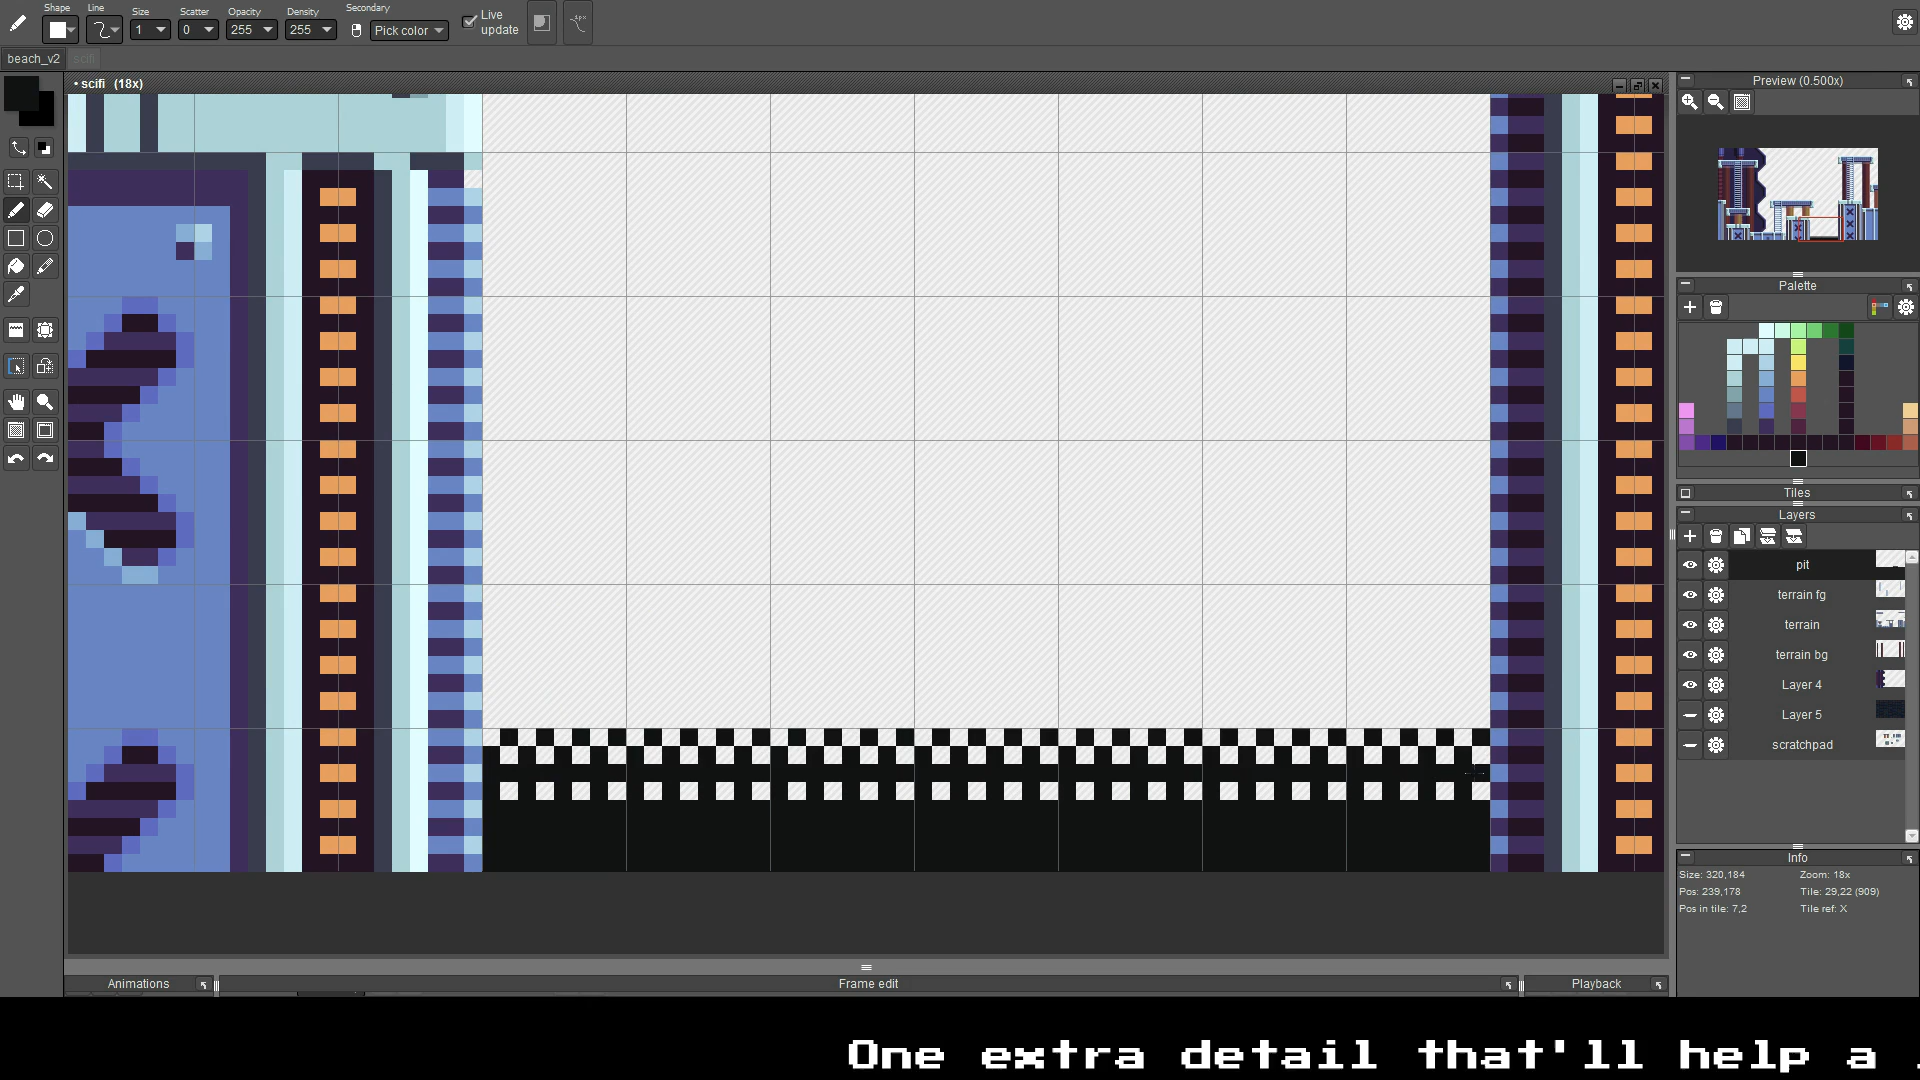 Shape
Line
Size
Scatter
Opacity
Density
Secondary
1
0
255
255
Pick color
Live update
beach_v2
scifi
• scifi (18x)
Preview (0.500x)
Palette
Tiles
Layers
pit
terrain fg
terrain
terrain bg
Layer 4
Layer 5
scratchpad
Info
Size: 320,184
Zoom: 18x
Pos: 239,178
Tile: 29,22 (909)
Pos in tile: 7,2
Tile ref: X
Animations
Frame edit
Playback
One extra detail that'll help a